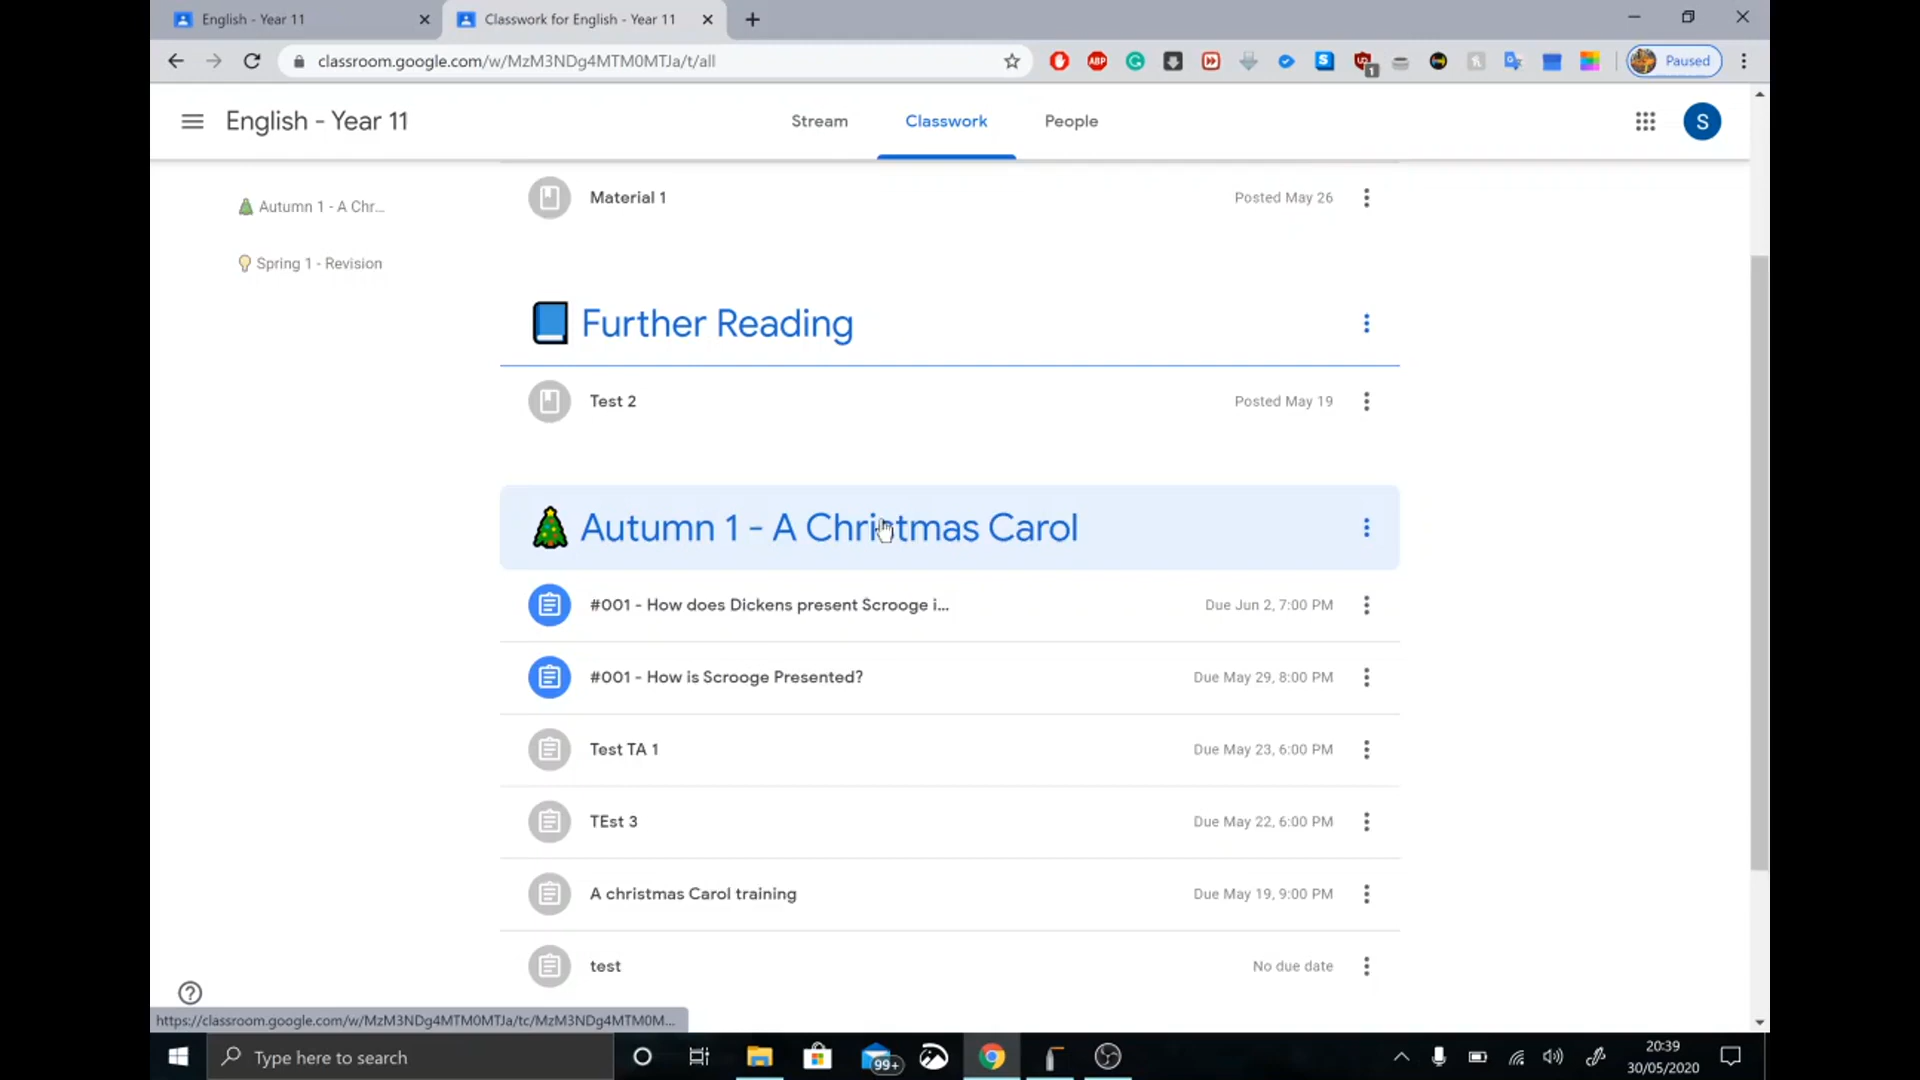 English - Year 11
Classwork for English - Year 11
classroom.google.com/w/MzM3NDg4MTM0MTJa/t/all
ABP
1
Paused
English - Year 11
Stream
Classwork
People
S
Autumn 1 - A Chr...
Spring 1 - Revision
Material 1
Posted May 26
Further Reading
Test 2
Posted May 19
Autumn 1 - A Christmas Carol
#001 - How does Dickens present Scrooge i...
Due Jun 2, 7:00 PM
#001 - How is Scrooge Presented?
Due May 29, 8:00 PM
Test TA 1
Due May 23, 6:00 PM
TEst 3
Due May 22, 6:00 PM
A christmas Carol training
Due May 19, 9:00 PM
test
No due date
https://classroom.google.com/w/MzM3NDg4MTM0MTJa/tc/MzM3NDg4MTM0M...
Type here to search
99+
20:39
30/05/2020